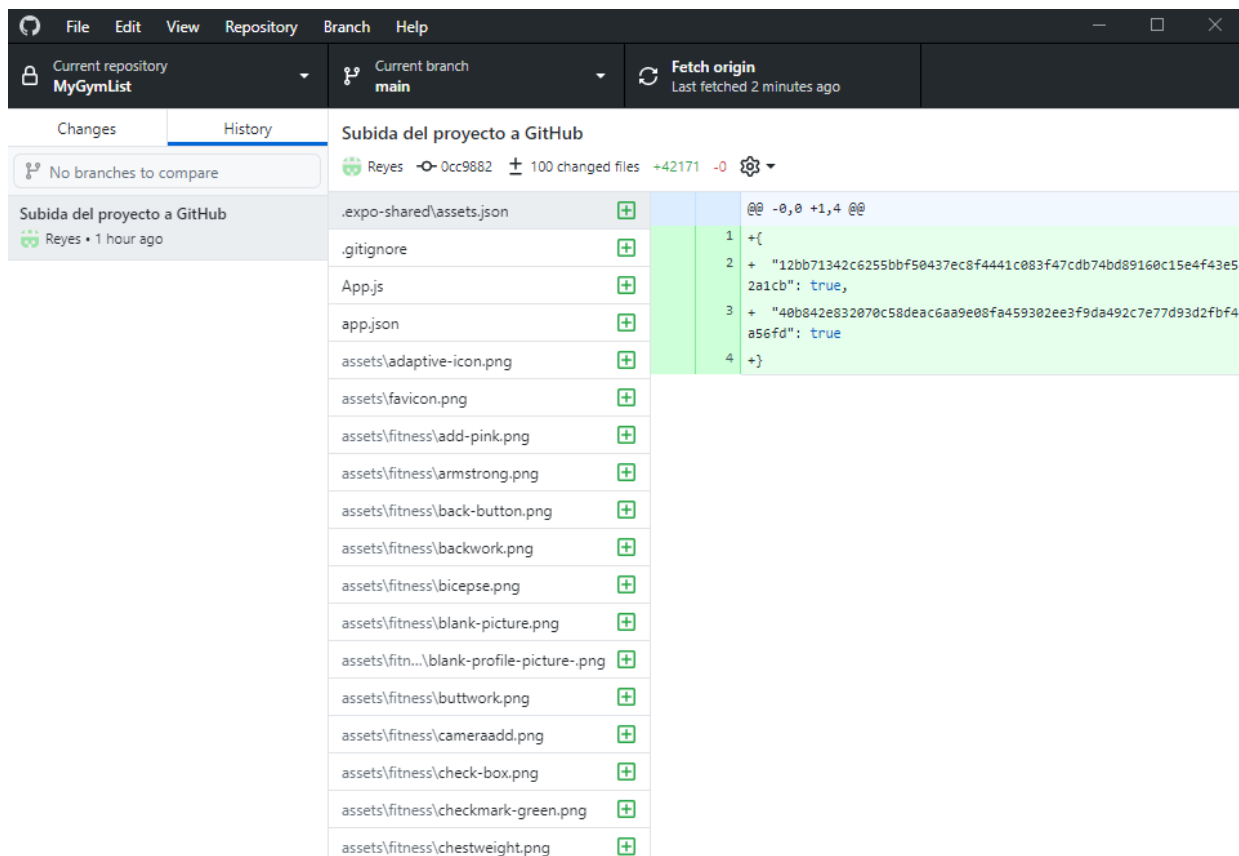 File Edit View Repository Branch Help
Current repository
MyGymList
Current branch
main
Fetch origin
Last fetched 2 minutes ago
Changes History
No branches to compare
Subida del proyecto a GitHub
Reyes • 1 hour ago
Subida del proyecto a GitHub
Reyes 0cc9882 100 changed files +42171 -0
.expo-shared\assets.json
.gitignore
App.js
app.json
assets\adaptive-icon.png
assets\favicon.png
assets\fitness\add-pink.png
assets\fitness\armstrong.png
assets\fitness\back-button.png
assets\fitness\backwork.png
assets\fitness\bicepse.png
assets\fitness\blank-picture.png
assets\fitn...\blank-profile-picture-.png
assets\fitness\buttwork.png
assets\fitness\cameraadd.png
assets\fitness\check-box.png
assets\fitness\checkmark-green.png
assets\fitness\chestweight.png
@@ -0,0 +1,4 @@
1 +{
2 + "12bb71342c6255bbf50437ec8f4441c083f47cdb74bd89160c15e4f43e5
2a1cb": true,
3 + "40b842e832070c58deac6aa9e08fa459302ee3f9da492c7e77d93d2fbf4
a56fd": true
4 +}